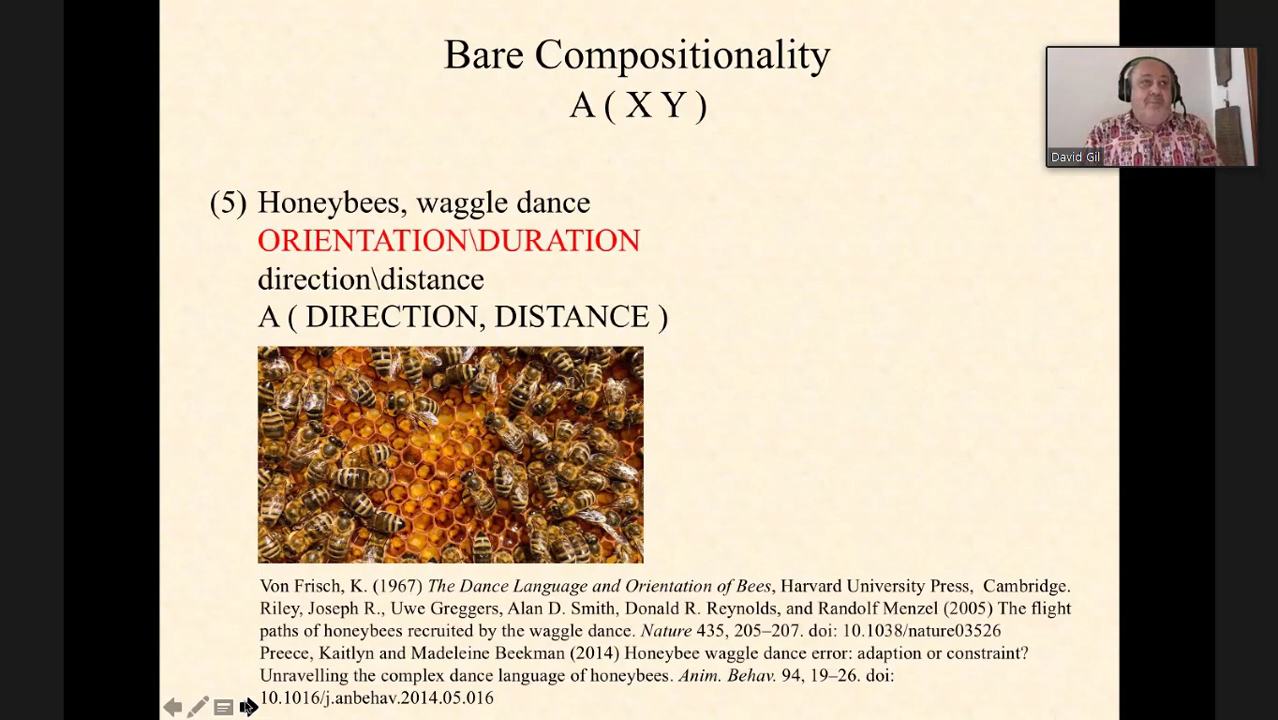 Bare Compositionality
A ( X Y )
David Gil
(5) Honeybees, waggle dance
ORIENTATION\DURATION
direction\distance
A ( DIRECTION, DISTANCE )
Von Frisch, K. (1967) The Dance Language and Orientation of Bees, Harvard University Press, Cambridge.
Riley, Joseph R., Uwe Greggers, Alan D. Smith, Donald R. Reynolds, and Randolf Menzel (2005) The flight
paths of honeybees recruited by the waggle dance. Nature 435, 205–207. doi: 10.1038/nature03526
Preece, Kaitlyn and Madeleine Beekman (2014) Honeybee waggle dance error: adaption or constraint?
Unravelling the complex dance language of honeybees. Anim. Behav. 94, 19–26. doi:
10.1016/j.anbehav.2014.05.016